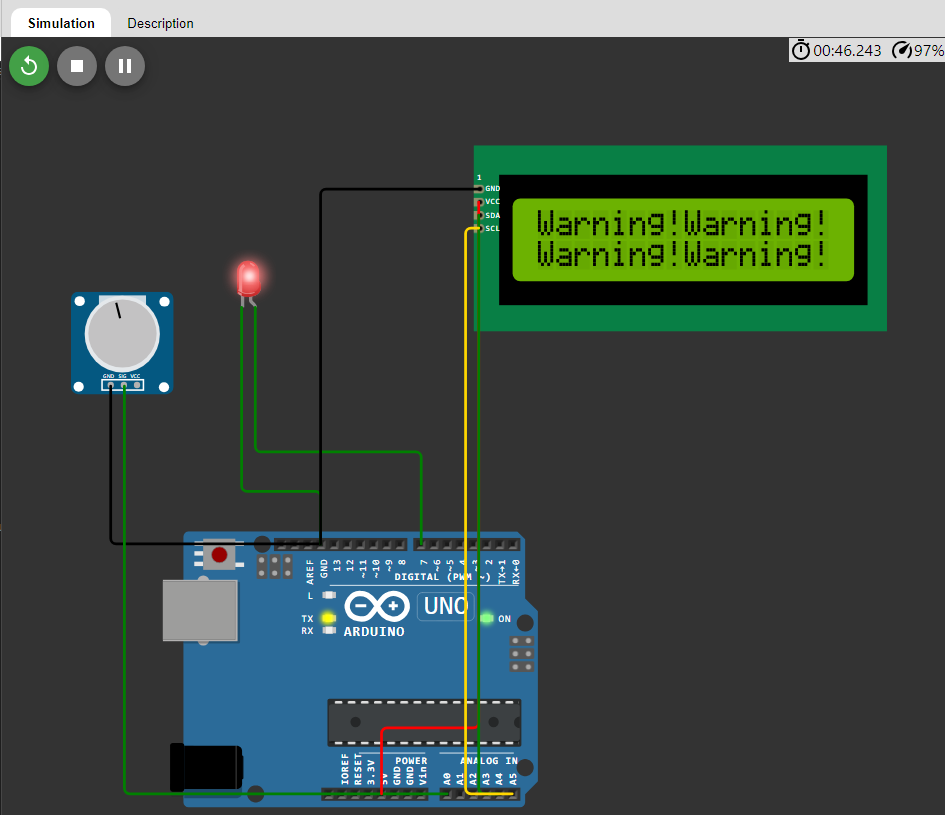 Simulation Description
00:46.243 97%
1
GND
VCC
SDA
SCL
Warning!Warning!
Warning!Warning!
GND SIG VCC
AREF
GND
13
12
~11
~10
~9
8
7
~6
~5
4
~3
2
TX→1
RX←0
DIGITAL (PWM ~)
L
TX
RX
UNO
ARDUINO
ON
POWER
ANALOG IN
IOREF
RESET
3.3V
5V
GND
GND
Vin
A0
A1
A2
A3
A4
A5